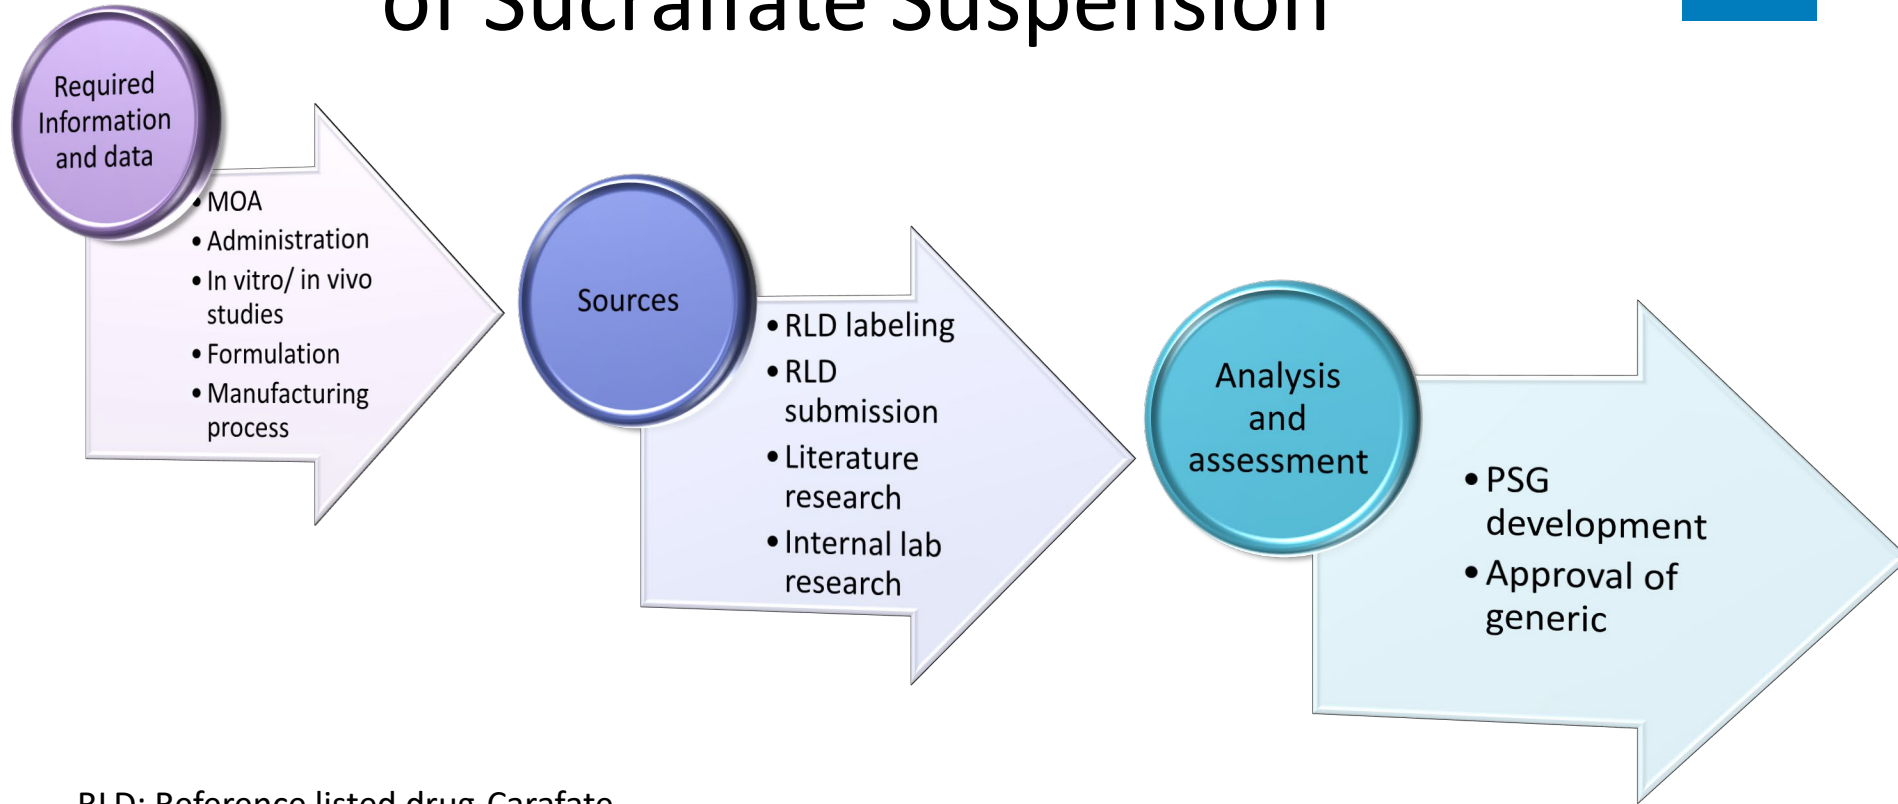 of Sucralfate Suspension
Required
Information
and data
• MOA
• Administration
• In vitro/ in vivo
studies
• Formulation
• Manufacturing
process
Sources
• RLD labeling
• RLD
submission
• Literature
research
• Internal lab
research
Analysis
and
assessment
• PSG
development
• Approval of
generic
RLD: Reference listed drug-Carafate